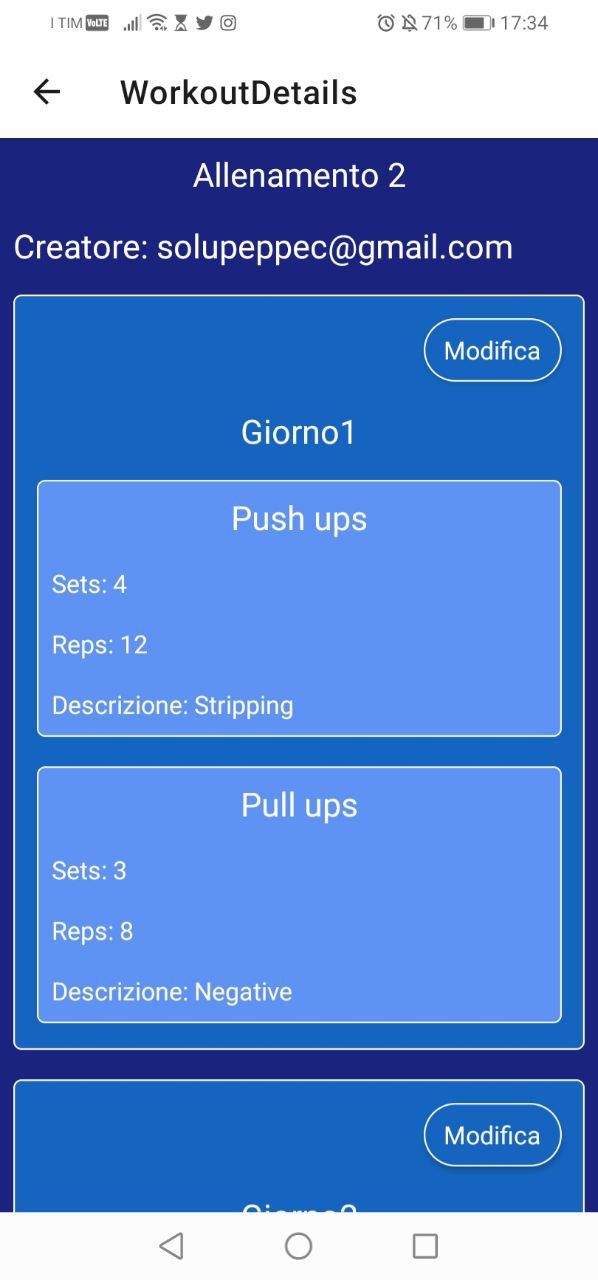 I TIM VoLTE 71% 17:34
WorkoutDetails
Allenamento 2
Creatore: solupeppec@gmail.com
Modifica
Giorno1
Push ups
Sets: 4
Reps: 12
Descrizione: Stripping
Pull ups
Sets: 3
Reps: 8
Descrizione: Negative
Modifica